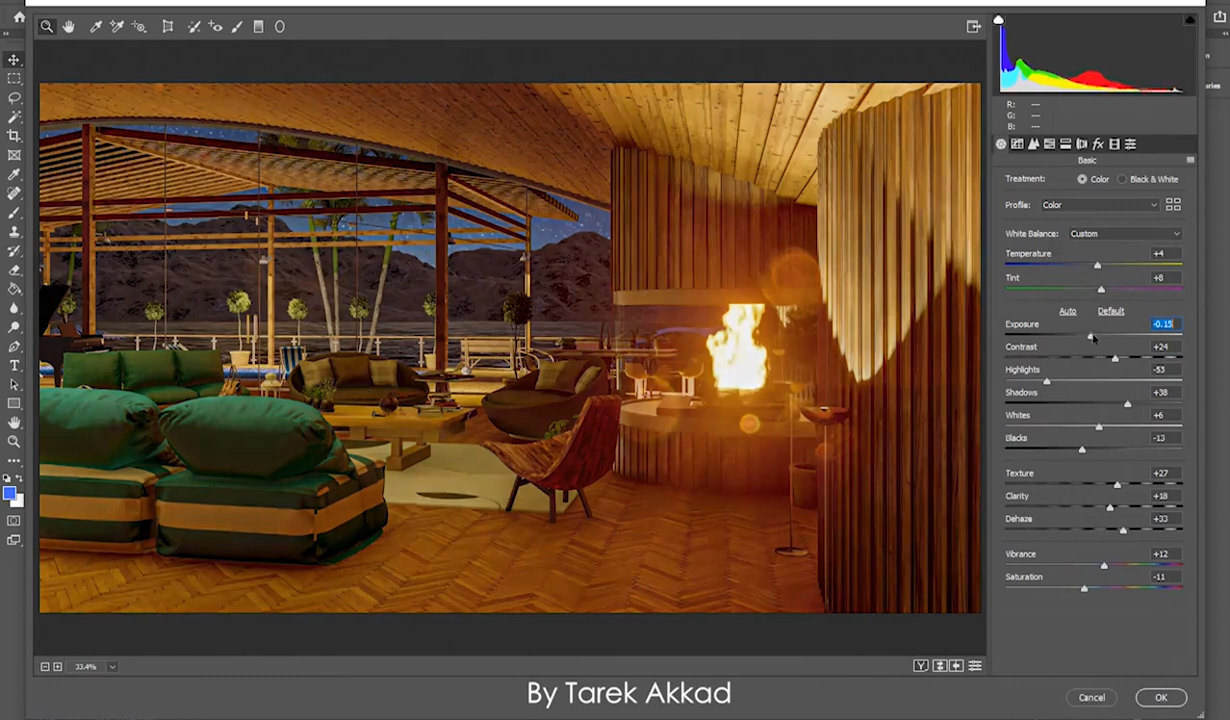 R: ---
G: ---
B: ---
Basic
Treatment: Color Black & White
Profile: Color
White Balance: Custom
Temperature +4
Tint +8
Auto Default
Exposure -0.15
Contrast +24
Highlights -53
Shadows +38
Whites +6
Blacks -13
Texture +27
Clarity +18
Dehaze +33
Vibrance +12
Saturation -11
33.4%
By Tarek Akkad
Cancel OK